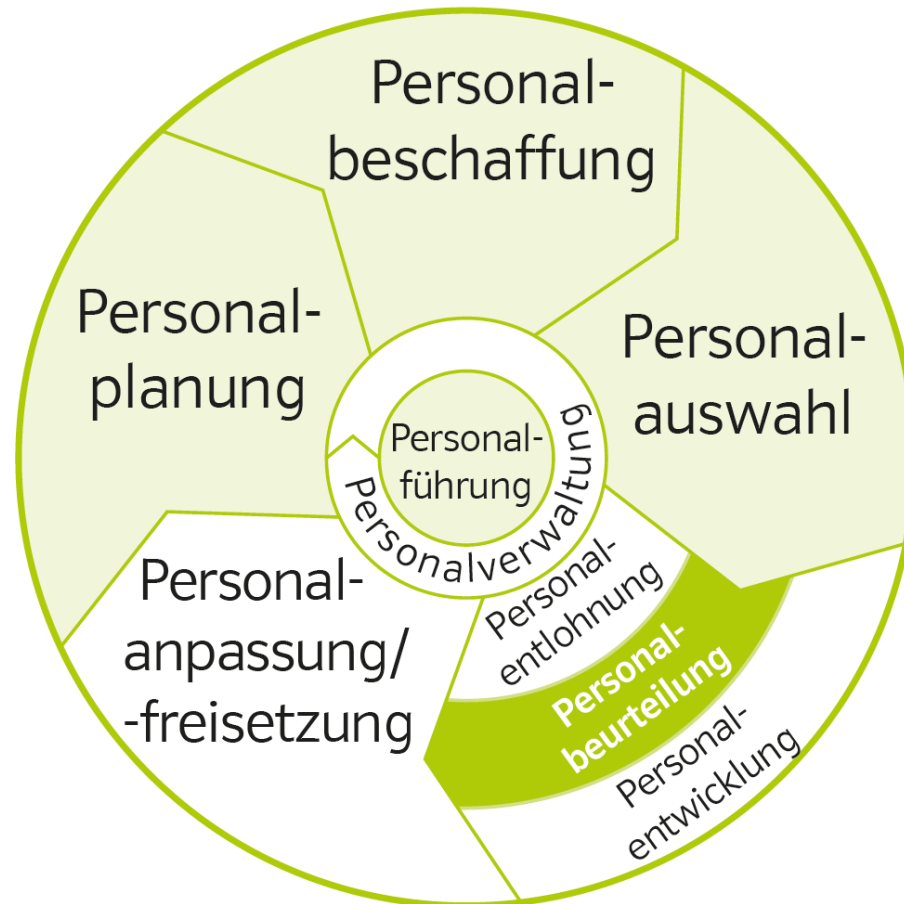 Personal-
beschaffung
Personal-
planung
Personal-
auswahl
Personal-
führung
Personalverwaltung
Personal-
entlohnung
Personal-
beurteilung
Personal-
entwicklung
Personal-
anpassung/
-freisetzung